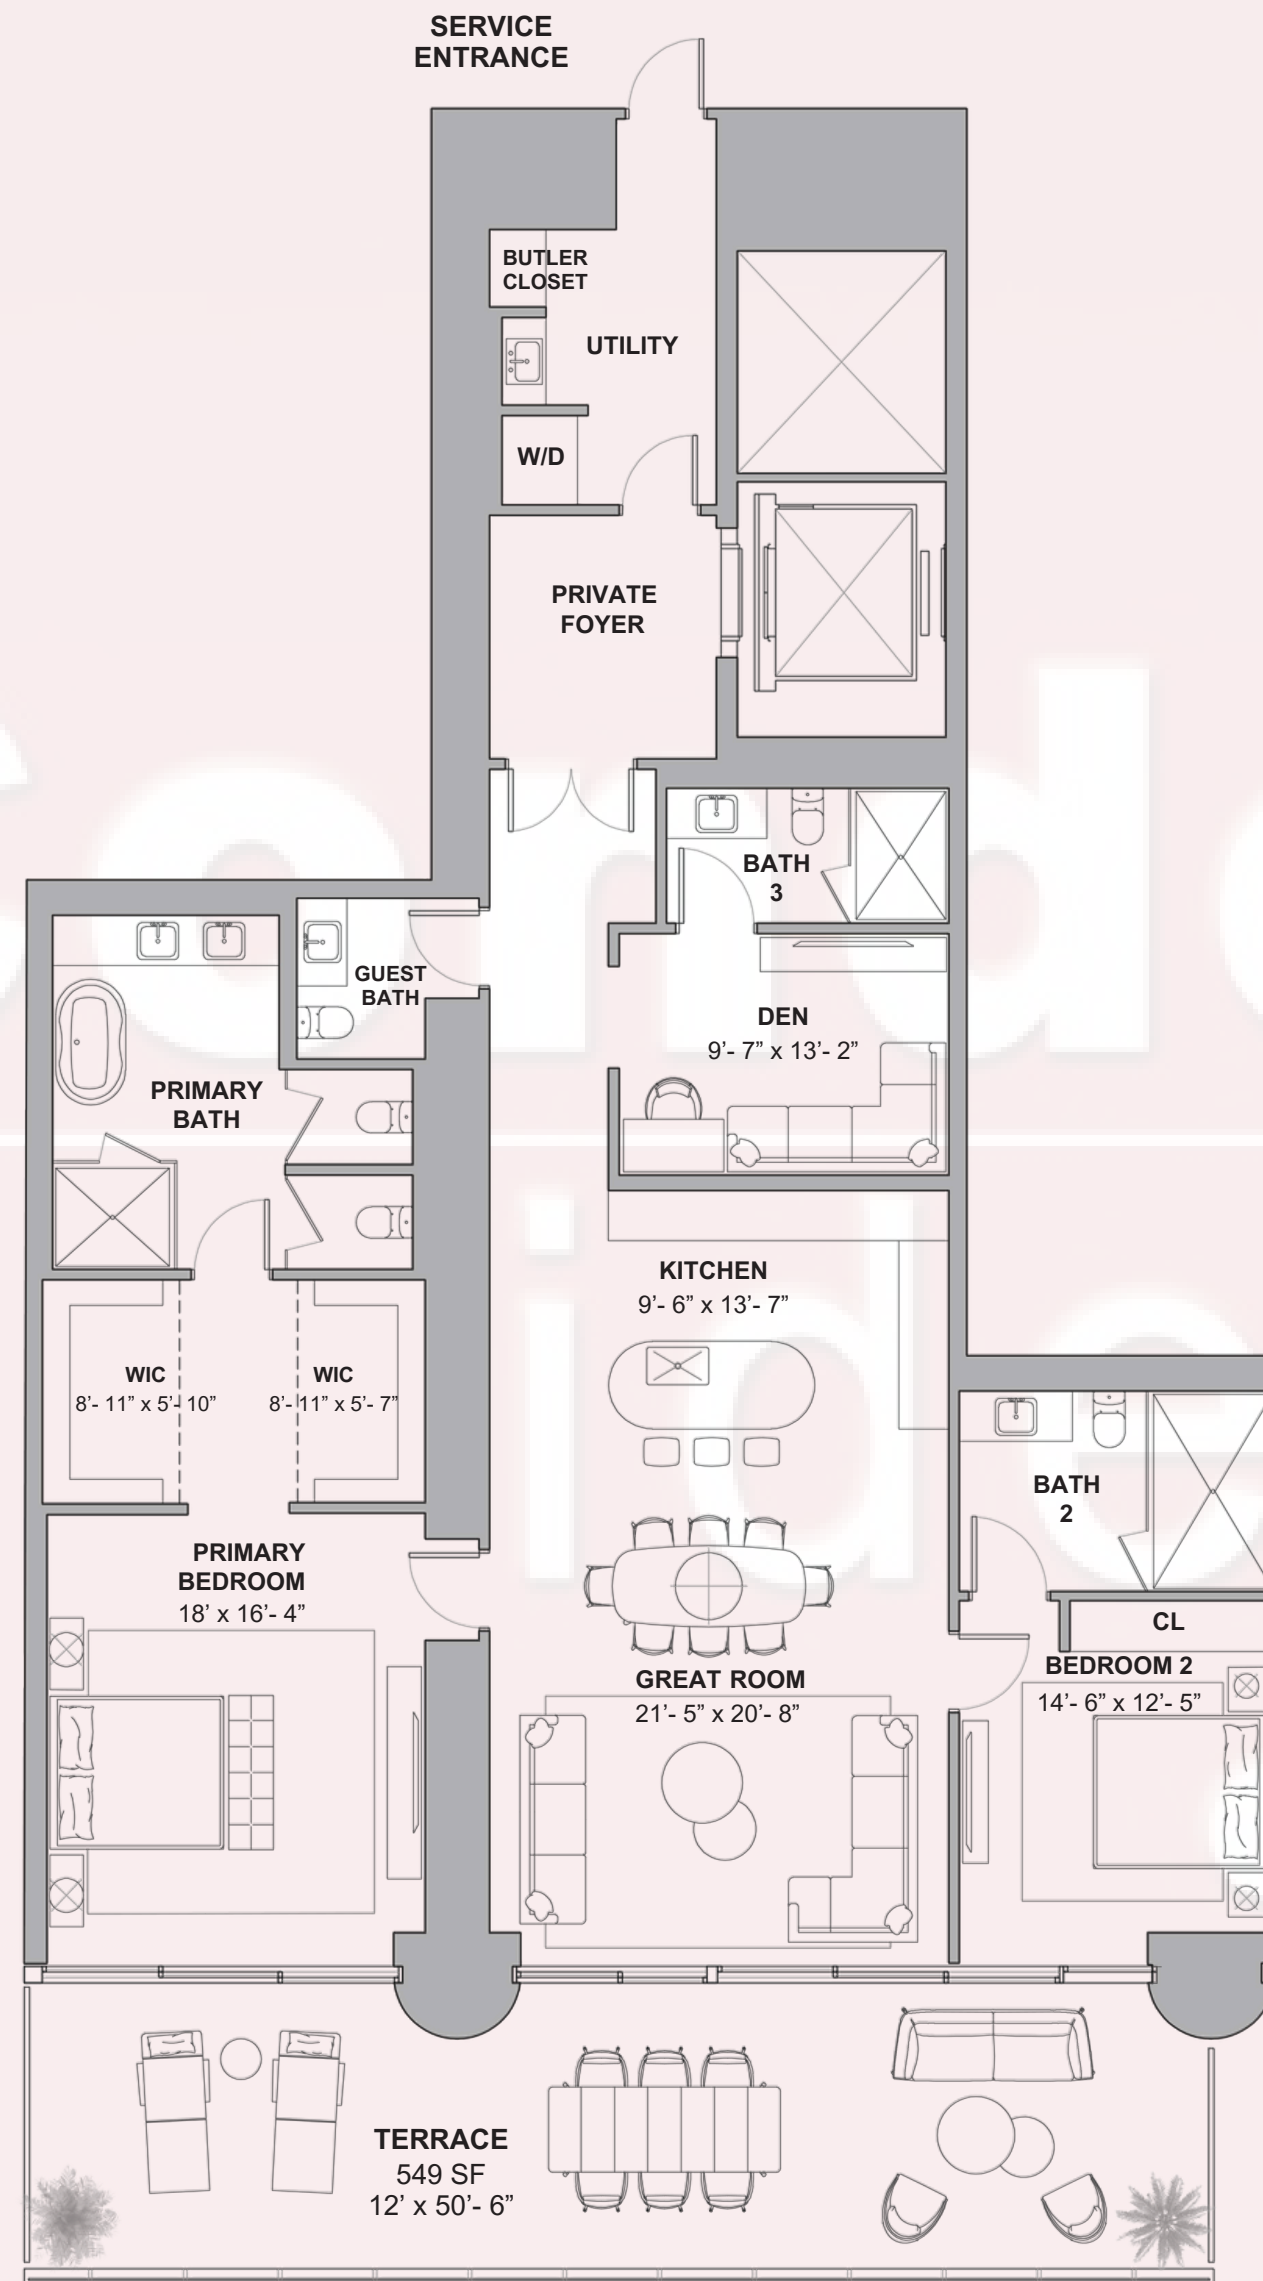 SERVICE
ENTRANCE
BUTLER
CLOSET
UTILITY
W/D
PRIVATE
FOYER
BATH
3
GUEST
BATH
DEN
9’- 7” x 13’- 2”
PRIMARY
BATH
KITCHEN
9’- 6” x 13’- 7”
WIC
8’- 11” x 5’- 10”
WIC
8’- 11” x 5’- 7”
BATH
2
PRIMARY
BEDROOM
18’ x 16’- 4”
CL
BEDROOM 2
14’- 6” x 12’- 5”
GREAT ROOM
21’- 5” x 20’- 8”
TERRACE
549 SF
12’ x 50’- 6”